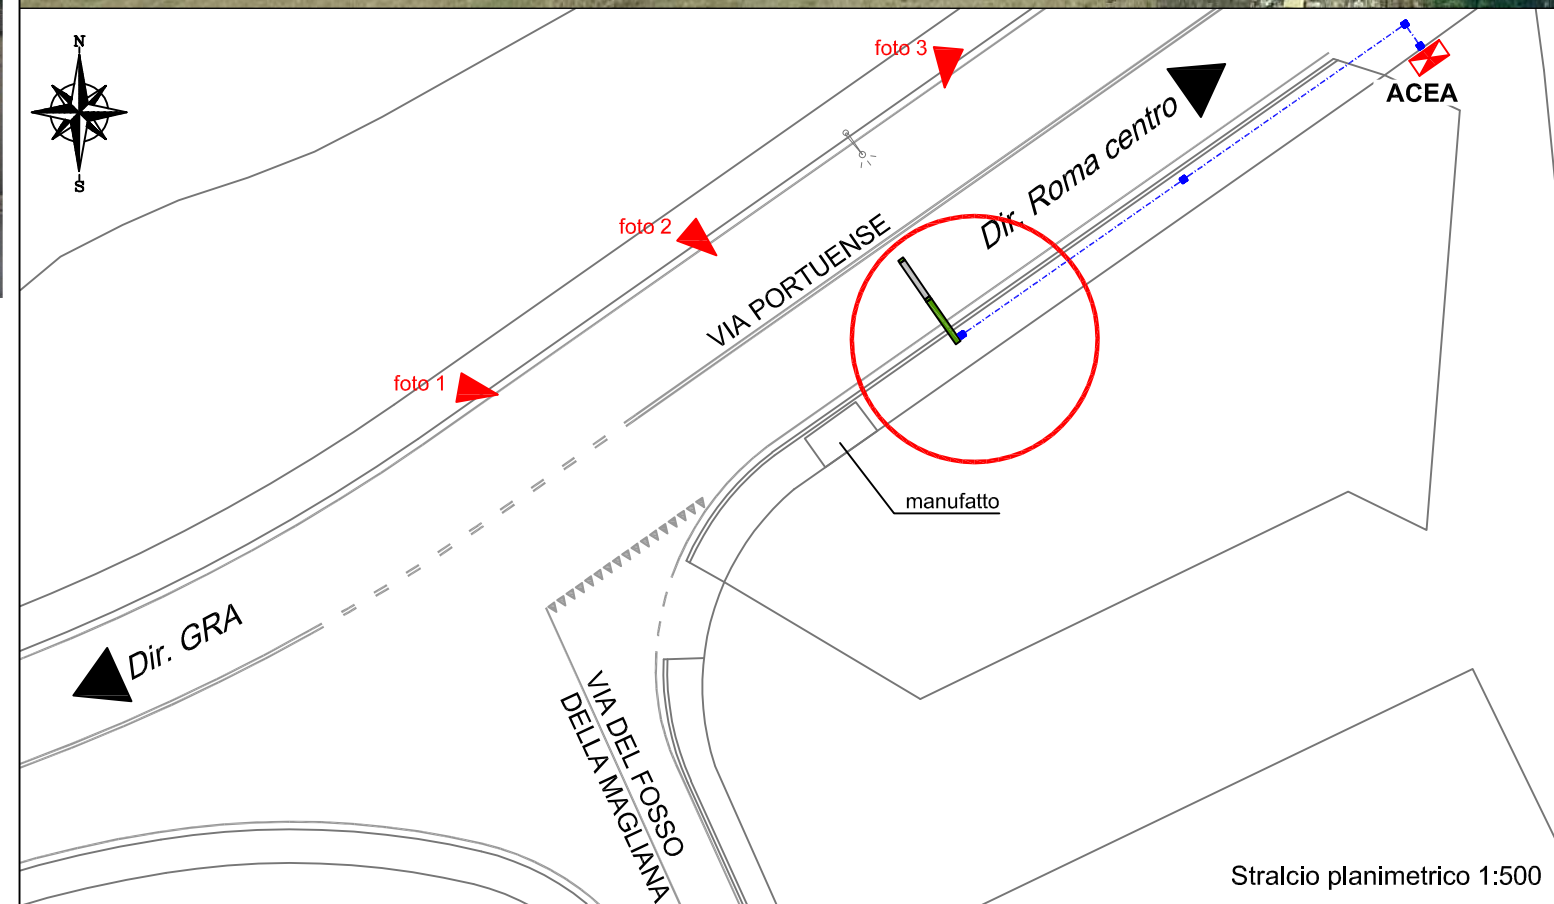 N
S
foto 3
ACEA
Dir. Roma centro
foto 2
VIA PORTUENSE
foto 1
manufatto
Dir. GRA
VIA DEL FOSSO
DELLA MAGLIANA
Stralcio planimetrico 1:500